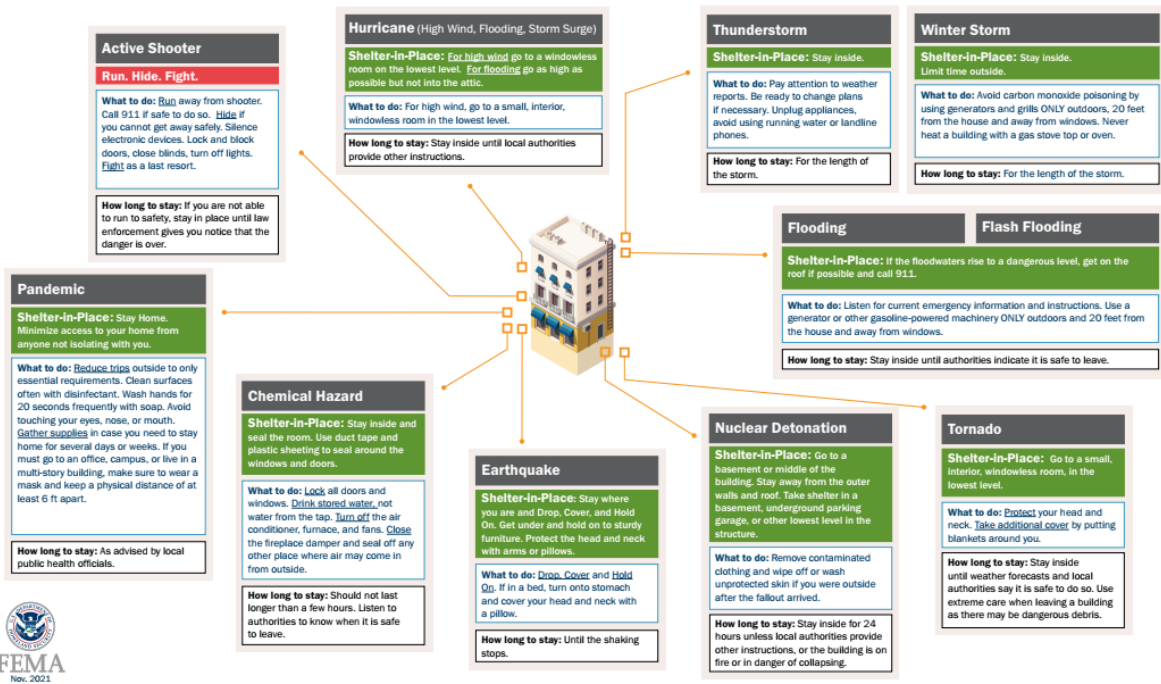 Active Shooter
Run. Hide. Fight.
What to do: Run away from shooter.
Call 911 if safe to do so. Hide if
you cannot get away safely. Silence
electronic devices. Lock and block
doors, close blinds, turn off lights.
Fight as a last resort.
How long to stay: If you are not able
to run to safety, stay in place until law
enforcement gives you notice that the
danger is over.
Hurricane (High Wind, Flooding, Storm Surge)
Shelter-in-Place: For high wind go to a windowless
room on the lowest level. For flooding go as high as
possible but not into the attic.
What to do: For high wind, go to a small, interior,
windowless room in the lowest level.
How long to stay: Stay inside until local authorities
provide other instructions.
Thunderstorm
Shelter-in-Place: Stay inside.
What to do: Pay attention to weather
reports. Be ready to change plans
if necessary. Unplug appliances,
avoid using running water or landline
phones.
How long to stay: For the length of
the storm.
Winter Storm
Shelter-in-Place: Stay inside.
Limit time outside.
What to do: Avoid carbon monoxide poisoning by
using generators and grills ONLY outdoors, 20 feet
from the house and away from windows. Never
heat a building with a gas stove top or oven.
How long to stay: For the length of the storm.
Flooding
Flash Flooding
Shelter-in-Place: If the floodwaters rise to a dangerous level, get on the
roof if possible and call 911.
What to do: Listen for current emergency information and instructions. Use a
generator or other gasoline-powered machinery ONLY outdoors and 20 feet from
the house and away from windows.
How long to stay: Stay inside until authorities indicate it is safe to leave.
Pandemic
Shelter-in-Place: Stay Home.
Minimize access to your home from
anyone not isolating with you.
What to do: Reduce trips outside to only
essential requirements. Clean surfaces
often with disinfectant. Wash hands for
20 seconds frequently with soap. Avoid
touching your eyes, nose, or mouth.
Gather supplies in case you need to stay
home for several days or weeks. If you
must go to an office, campus, or live in a
multi-story building, make sure to wear a
mask and keep a physical distance of at
least 6 ft apart.
How long to stay: As advised by local
public health officials.
Chemical Hazard
Shelter-in-Place: Stay inside and
seal the room. Use duct tape and
plastic sheeting to seal around the
windows and doors.
What to do: Lock all doors and
windows. Drink stored water, not
water from the tap. Turn off the air
conditioner, furnace, and fans. Close
the fireplace damper and seal off any
other place where air may come in
from outside.
How long to stay: Should not last
longer than a few hours. Listen to
authorities to know when it is safe
to leave.
Earthquake
Shelter-in-Place: Stay where
you are and Drop, Cover, and Hold
On. Get under and hold on to sturdy
furniture. Protect the head and neck
with arms or pillows.
What to do: Drop, Cover and Hold
On. If in a bed, turn onto stomach
and cover your head and neck with
a pillow.
How long to stay: Until the shaking
stops.
Nuclear Detonation
Shelter-in-Place: Go to a
basement or middle of the
building. Stay away from the outer
walls and roof. Take shelter in a
basement, underground parking
garage, or other lowest level in the
structure.
What to do: Remove contaminated
clothing and wipe off or wash
unprotected skin if you were outside
after the fallout arrived.
How long to stay: Stay inside for 24
hours unless local authorities provide
other instructions, or the building is on
fire or in danger of collapsing.
Tornado
Shelter-in-Place: Go to a small,
interior, windowless room, in the
lowest level.
What to do: Protect your head and
neck. Take additional cover by putting
blankets around you.
How long to stay: Stay inside
until weather forecasts and local
authorities say it is safe to do so. Use
extreme care when leaving a building
as there may be dangerous debris.
FEMA
Nov. 2021